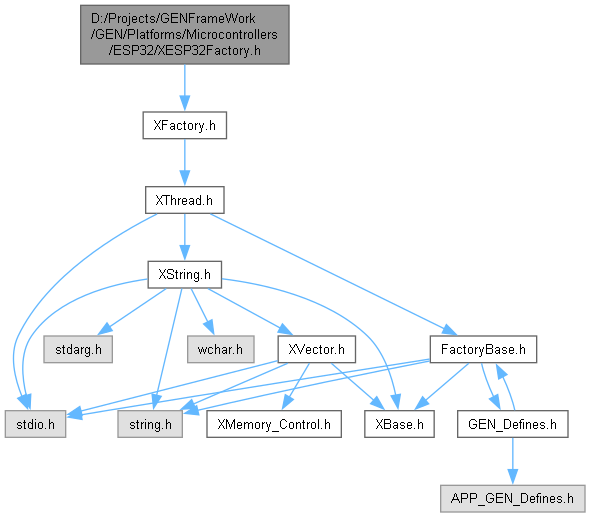 D:/Projects/GENFrameWork
/GEN/Platforms/Microcontrollers
/ESP32/XESP32Factory.h
XFactory.h
XThread.h
XString.h
stdarg.h
wchar.h
XVector.h
FactoryBase.h
stdio.h
string.h
XMemory_Control.h
XBase.h
GEN_Defines.h
APP_GEN_Defines.h